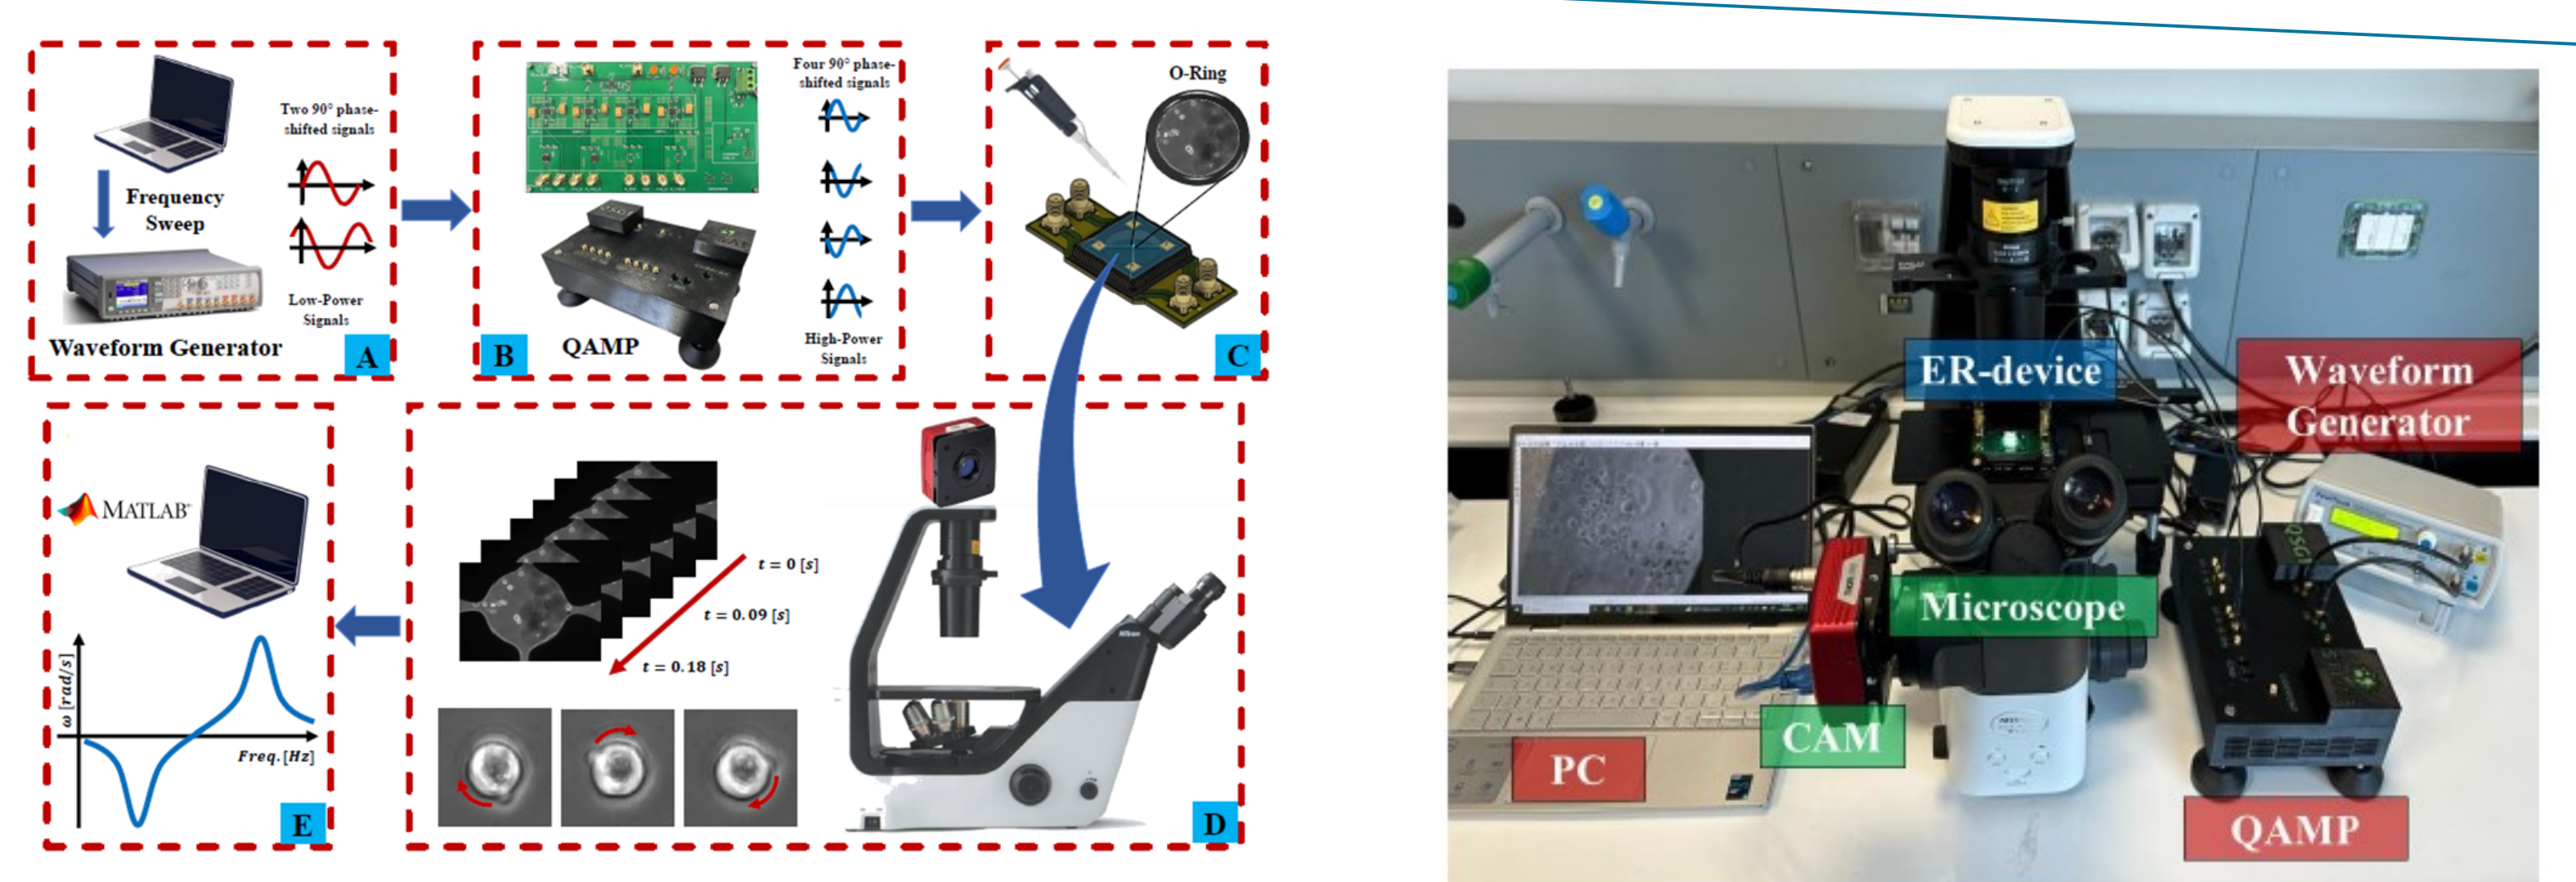 Two 90° phase-
shifted signals
Frequency
Sweep
Low-Power
Signals
Waveform Generator
A
Four 90° phase-
shifted signals
High-Power
Signals
QAMP
B
O-Ring
C
MATLAB
ω [rad/s]
Freq. [Hz]
E
t = 0 [s]
t = 0.09 [s]
t = 0.18 [s]
Nikon
D
ER-device
Waveform
Generator
Microscope
CAM
PC
QSGI
QAMP